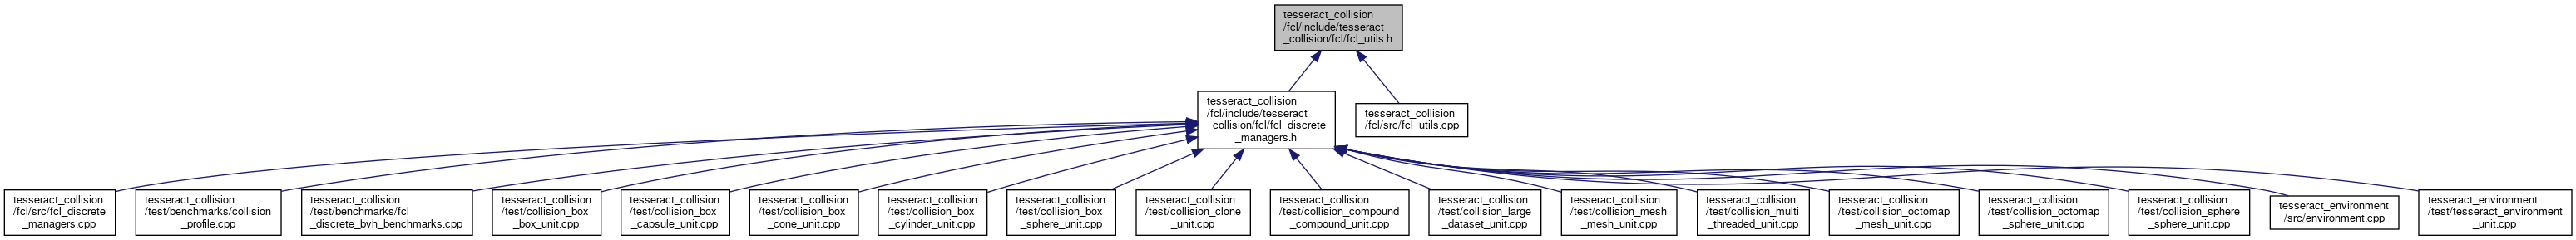 tesseract_collision
/fcl/include/tesseract
_collision/fcl/fcl_utils.h
tesseract_collision
/fcl/include/tesseract
_collision/fcl/fcl_discrete
_managers.h
tesseract_collision
/fcl/src/fcl_utils.cpp
tesseract_collision
/fcl/src/fcl_discrete
_managers.cpp
tesseract_collision
/test/benchmarks/collision
_profile.cpp
tesseract_collision
/test/benchmarks/fcl
_discrete_bvh_benchmarks.cpp
tesseract_collision
/test/collision_box
_box_unit.cpp
tesseract_collision
/test/collision_box
_capsule_unit.cpp
tesseract_collision
/test/collision_box
_cone_unit.cpp
tesseract_collision
/test/collision_box
_cylinder_unit.cpp
tesseract_collision
/test/collision_box
_sphere_unit.cpp
tesseract_collision
/test/collision_clone
_unit.cpp
tesseract_collision
/test/collision_compound
_compound_unit.cpp
tesseract_collision
/test/collision_large
_dataset_unit.cpp
tesseract_collision
/test/collision_mesh
_mesh_unit.cpp
tesseract_collision
/test/collision_multi
_threaded_unit.cpp
tesseract_collision
/test/collision_octomap
_mesh_unit.cpp
tesseract_collision
/test/collision_octomap
_sphere_unit.cpp
tesseract_collision
/test/collision_sphere
_sphere_unit.cpp
tesseract_environment
/src/environment.cpp
tesseract_environment
/test/tesseract_environment
_unit.cpp